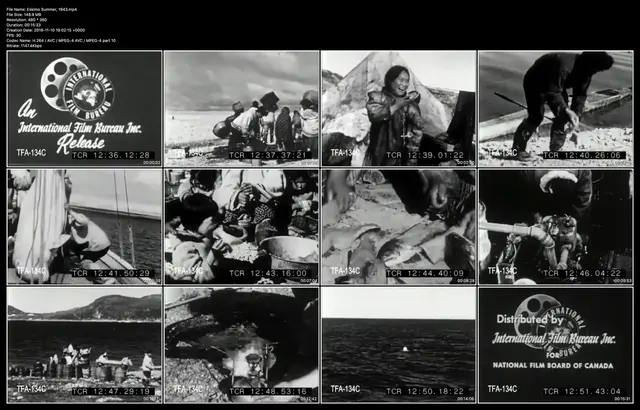 File Name: Eskimo Summer, 1943.mp4
File Size: 148.9 MB
Resolution: 480 * 360
Duration: 00:15:33
Creation Date: 2019-11-10 19:02:15 +0000
FPS: 30
Codec Name: H.264 / AVC / MPEG-4 AVC / MPEG-4 part 10
Bitrate: 1147.44kbps
INTERNATIONAL
FILM BUREAU
An
International Film Bureau Inc.
Release
TFA-134C
TCR 12:36.12:28
TFA-134C
TCR 12:37.37:21
TFA-134C
TCR 12:39.01:22
TFA-134C
TCR 12:40.26:06
TFA-134C
TCR 12:41.50:29
TFA-134C
TCR 12:43.16:00
TFA-134C
TCR 12:44.40:09
TFA-134C
TCR 12:46.04:22
TFA-134C
TCR 12:47.29:19
TFA-134C
TCR 12:48.53:16
TFA-134C
TCR 12:50.18:22
Distributed by
International Film Bureau Inc.
FOR
NATIONAL FILM BOARD OF CANADA
TFA-134C
TCR 12:51.43:04